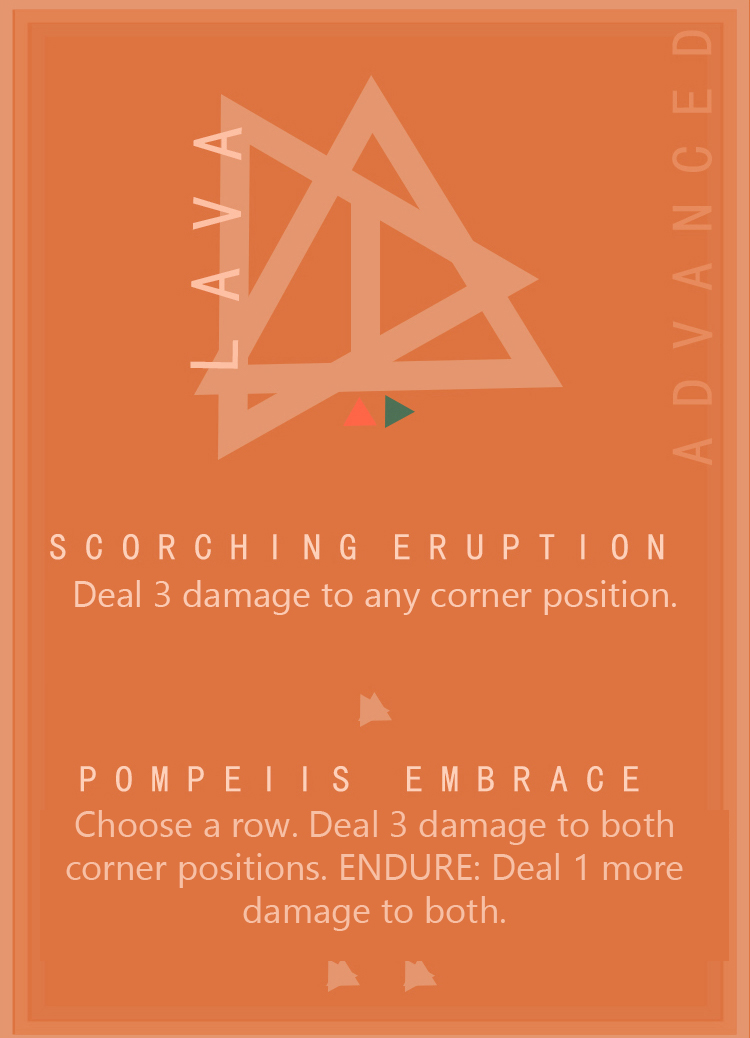 LAVA
ADVANCED
SCORCHING ERUPTION
Deal 3 damage to any corner position.
POMPEIIS EMBRACE
Choose a row. Deal 3 damage to both
corner positions. ENDURE: Deal 1 more
damage to both.